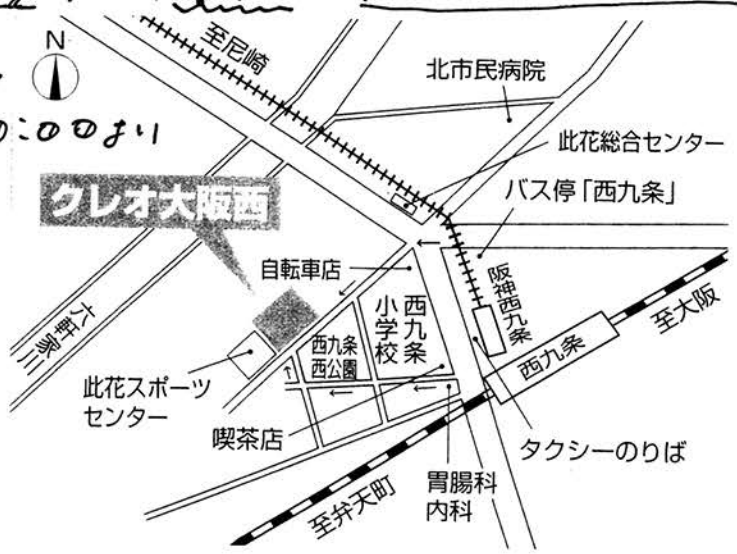 至尼崎
N
北市民病院
此花総合センター
バス停「西九条」
クレオ大阪西
自転車店
阪神西九条
至大阪
西九条
小学校
西九条
西公園
西九条
六軒家川
此花スポーツ
センター
喫茶店
タクシーのりば
胃腸科
内科
至弁天町